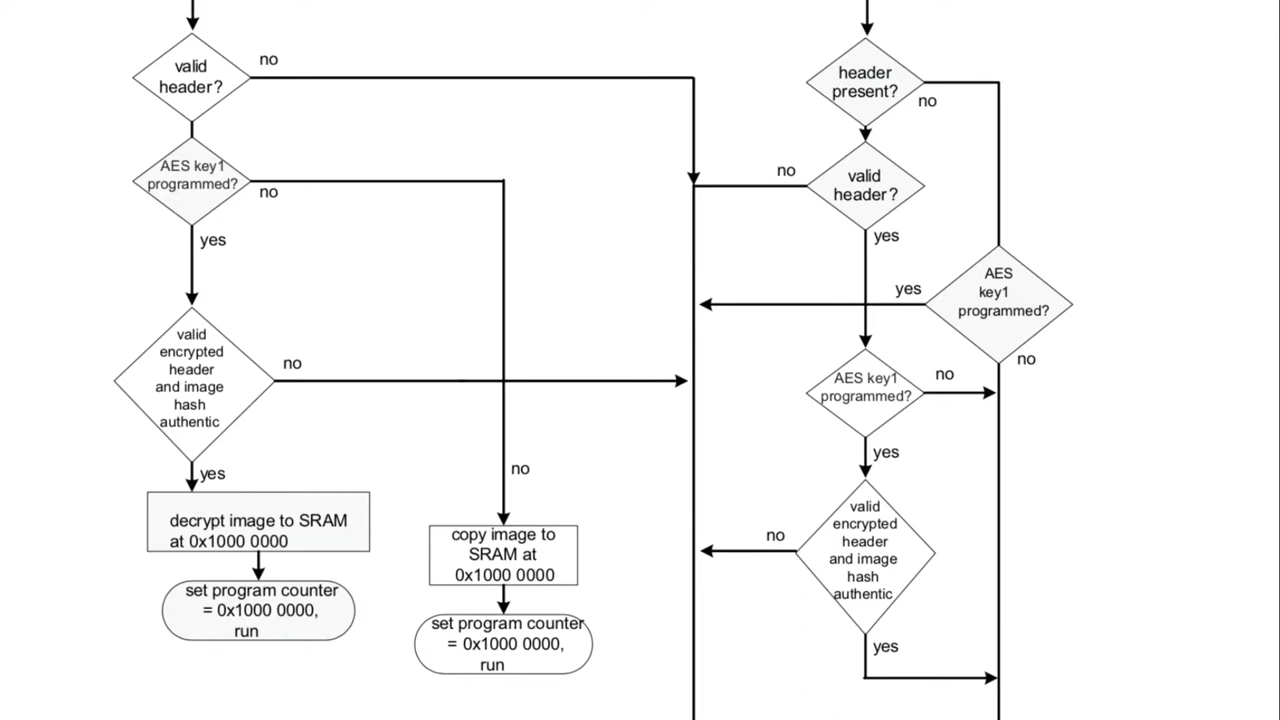 valid
header?
no
AES key1
programmed?
no
yes
valid
encrypted
header
and image
hash
authentic
no
yes
decrypt image to SRAM
at 0x1000 0000
set program counter
= 0x1000 0000,
run
no
copy image to
SRAM at
0x1000 0000
set program counter
= 0x1000 0000,
run
header
present?
no
valid
header?
no
yes
AES
key1
programmed?
yes
no
AES key1
programmed?
no
yes
valid
encrypted
header
and image
hash
authentic
no
yes